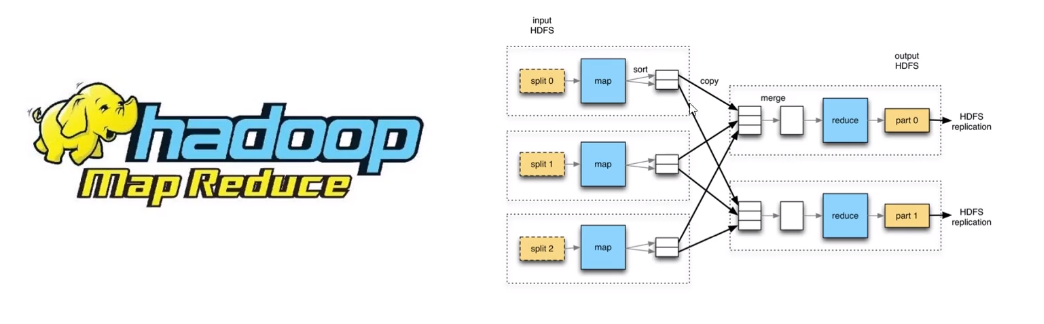 hadoop
Map Reduce
input
HDFS
split 0
map
sort
copy
split 1
map
split 2
map
output
HDFS
merge
reduce
part 0
HDFS
replication
reduce
part 1
HDFS
replication